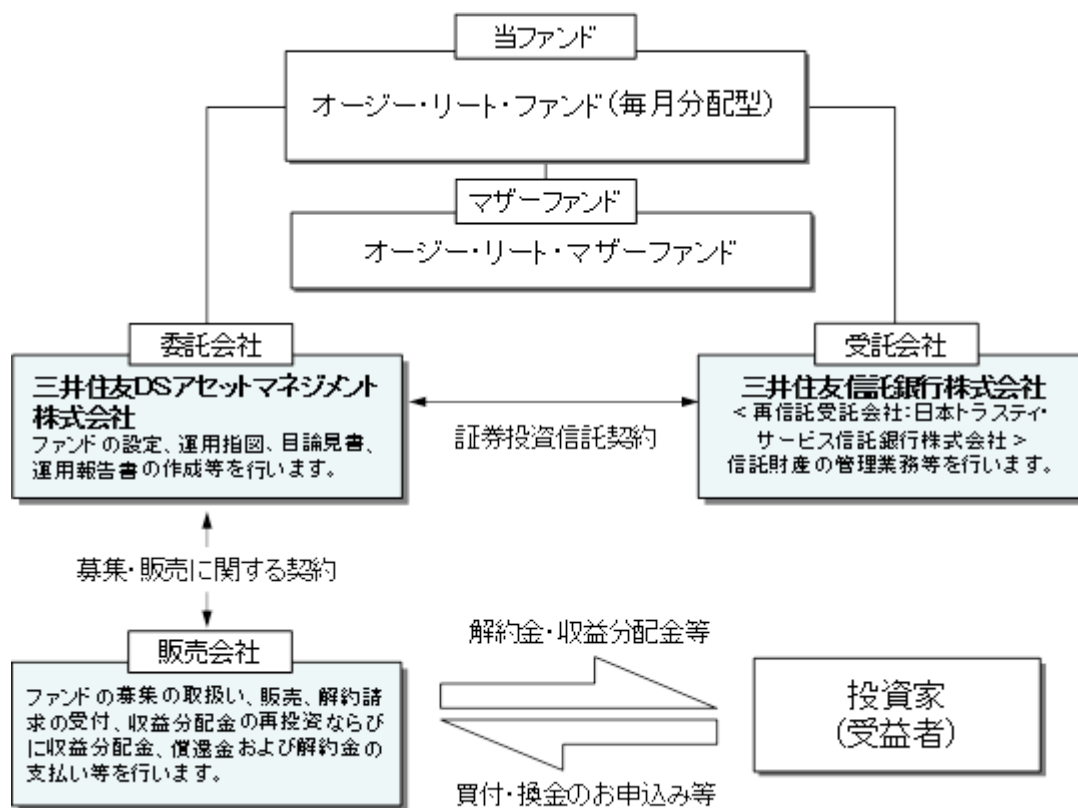 当ファンド
オージー・リート・ファンド(毎月分配型)
マザーファンド
オージー・リート・マザーファンド
委託会社
三井住友DSアセットマネジメント
株式会社
ファンドの設定、運用指図、目論見書、
運用報告書の作成等を行います。
証券投資信託契約
受託会社
三井住友信託銀行株式会社
<再信託受託会社:日本トラスティ・
サービス信託銀行株式会社>
信託財産の管理業務等を行います。
募集・販売に関する契約
販売会社
ファンドの募集の取扱い、販売、解約請
求の受付、収益分配金の再投資ならび
に収益分配金、償還金および解約金の
支払い等を行います。
解約金・収益分配金等
買付・換金のお申込み等
投資家
(受益者)